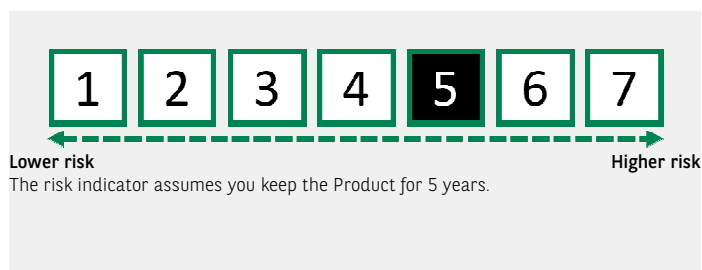 1 2 3 4 5 6 7
Lower risk Higher risk
The risk indicator assumes you keep the Product for 5 years.